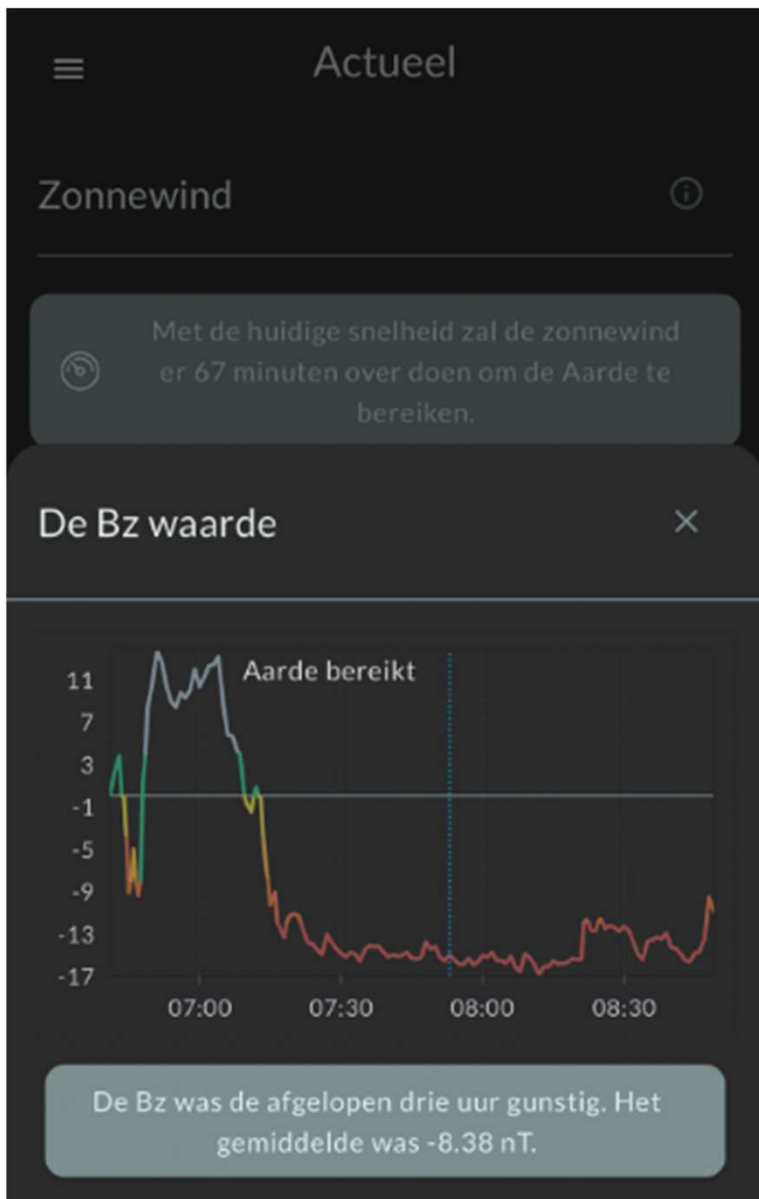 Actueel
Zonnewind
Met de huidige snelheid zal de zonnewind
er 67 minuten over doen om de Aarde te
bereiken.
De Bz waarde
Aarde bereikt
11
7
3
-1
-5
-9
-13
-17
07:00 07:30 08:00 08:30
De Bz was de afgelopen drie uur gunstig. Het
gemiddelde was -8.38 nT.